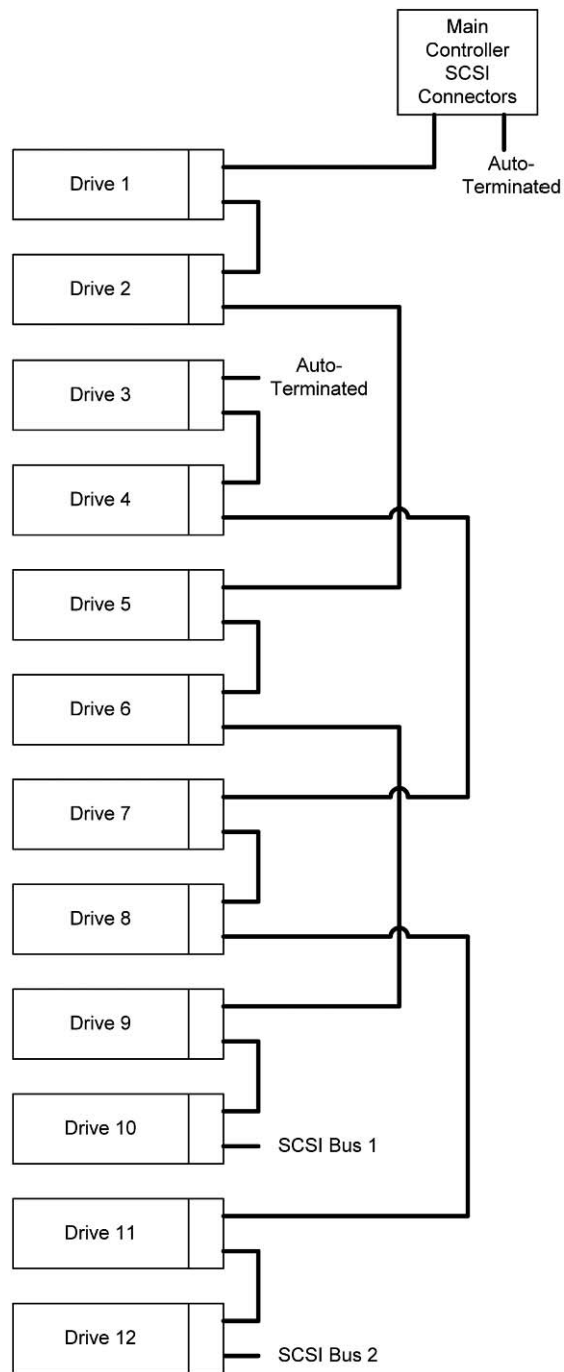 Main
Controller
SCSI
Connectors
Auto-
Terminated
Drive 1
Drive 2
Drive 3
Auto-
Terminated
Drive 4
Drive 5
Drive 6
Drive 7
Drive 8
Drive 9
Drive 10
SCSI Bus 1
Drive 11
Drive 12
SCSI Bus 2